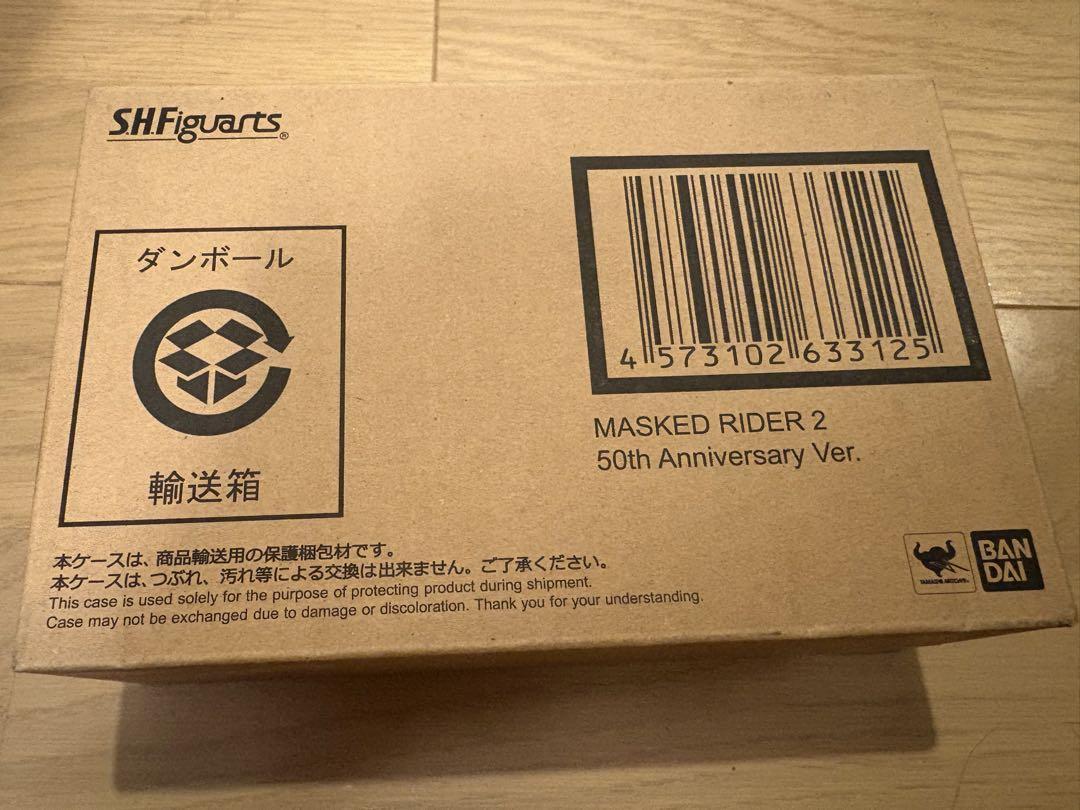 S.H.Figuarts®
ダンボール
輸送箱
4 573102 633125
MASKED RIDER 2
50th Anniversary Ver.
本ケースは、商品輸送用の保護梱包材です。
本ケースは、つぶれ、汚れ等による交換は出来ません。ご了承ください。
This case is used solely for the purpose of protecting product during shipment.
Case may not be exchanged due to damage or discoloration. Thank you for your understanding.
TAMASHII NATIONS
BAN
DAI